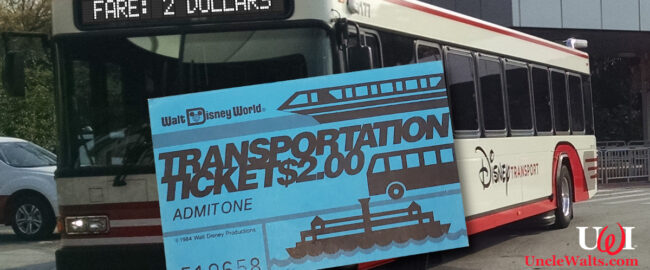 FARE: 2 DOLLARS
Walt Disney World®
TRANSPORTATION
TICKET $2.00
ADMIT ONE
© 1984 Walt Disney Productions
Disney TRANSPORT
UW
UncleWalts.com